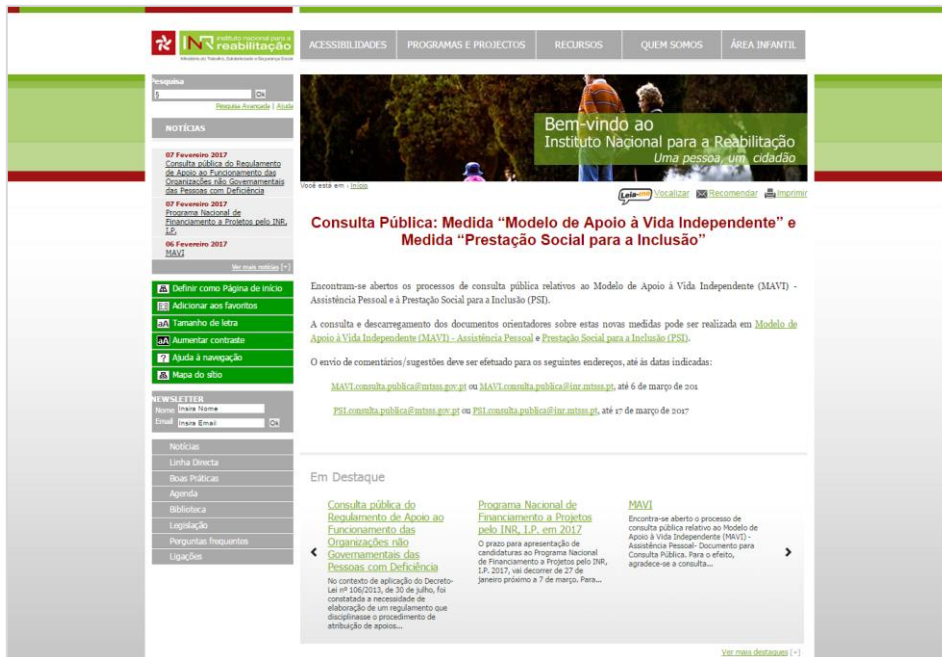 INR instituto nacional para a
reabilitação
Ministério do Trabalho, Solidariedade e Segurança Social
ACESSIBILIDADES
PROGRAMAS E PROJECTOS
RECURSOS
QUEM SOMOS
ÁREA INFANTIL
Pesquisa
§
Ok
Pesquisa Avançada | Ajuda
NOTÍCIAS
07 Fevereiro 2017
Consulta pública do Regulamento
de Apoio ao Funcionamento das
Organizações não Governamentais
das Pessoas com Deficiência
07 Fevereiro 2017
Programa Nacional de
Financiamento a Projetos pelo INR,
I.P.
06 Fevereiro 2017
MAVI
Ver mais notícias [+]
Definir como Página de início
Adicionar aos favoritos
aA Tamanho de letra
aA Aumentar contraste
? Ajuda à navegação
Mapa do sítio
NEWSLETTER
Nome Insira Nome
Email Insira Email Ok
Notícias
Linha Directa
Boas Práticas
Agenda
Biblioteca
Legislação
Perguntas frequentes
Ligações
Bem-vindo ao
Instituto Nacional para a Reabilitação
Uma pessoa, um cidadão
Você está em › Início
Vocalizar Recomendar Imprimir
Consulta Pública: Medida “Modelo de Apoio à Vida Independente” e
Medida “Prestação Social para a Inclusão”
Encontram-se abertos os processos de consulta pública relativos ao Modelo de Apoio à Vida Independente (MAVI) -
Assistência Pessoal e à Prestação Social para a Inclusão (PSI).
A consulta e descarregamento dos documentos orientadores sobre estas novas medidas pode ser realizada em Modelo de
Apoio à Vida Independente (MAVI) - Assistência Pessoal e Prestação Social para a Inclusão (PSI).
O envio de comentários/sugestões deve ser efetuado para os seguintes endereços, até às datas indicadas:
MAVI.consulta.publica@mtsss.gov.pt ou MAVI.consulta.publica@inr.mtsss.pt, até 6 de março de 201
PSI.consulta.publica@mtsss.gov.pt ou PSI.consulta.publica@inr.mtsss.pt, até 17 de março de 2017
Em Destaque
Consulta pública do
Regulamento de Apoio ao
Funcionamento das
Organizações não
Governamentais das
Pessoas com Deficiência
No contexto de aplicação do Decreto-
Lei nº 106/2013, de 30 de julho, foi
constatada a necessidade de
elaboração de um regulamento que
disciplinasse o procedimento de
atribuição de apoios...
Programa Nacional de
Financiamento a Projetos
pelo INR, I.P. em 2017
O prazo para apresentação de
candidaturas ao Programa Nacional
de Financiamento a Projetos pelo INR,
I.P. 2017, vai decorrer de 27 de
janeiro próximo a 7 de março. Para...
MAVI
Encontra-se aberto o processo de
consulta pública relativo ao Modelo de
Apoio à Vida Independente (MAVI) -
Assistência Pessoal- Documento para
Consulta Pública. Para o efeito,
agradece-se a consulta...
Ver mais destaques [+]